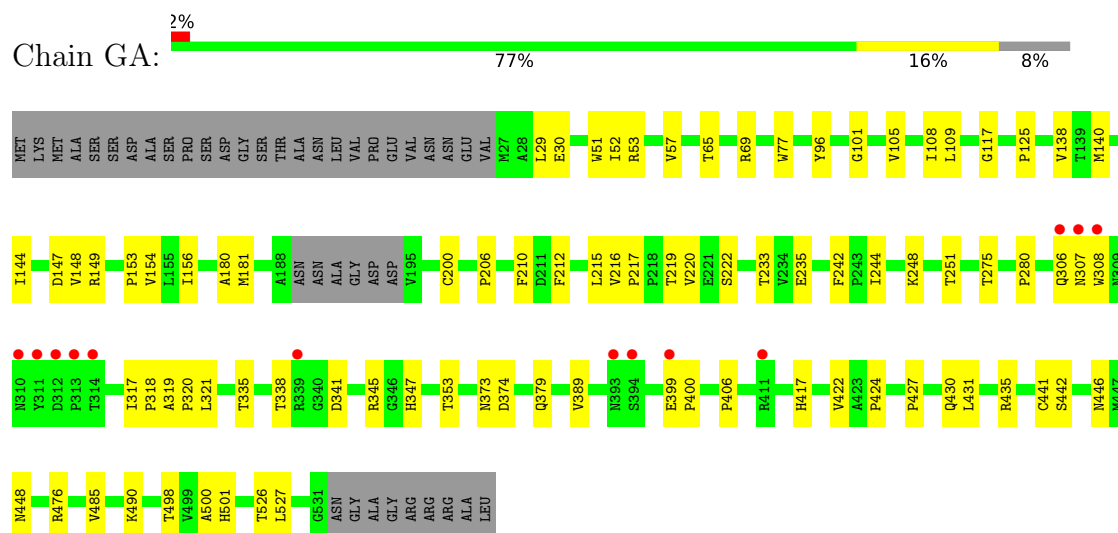 2%
Chain GA:
77% 16% 8%
MET LYS MET ALA SER SER ASP ALA SER PRO SER ASP GLY SER THR ALA ASN LEU VAL PRO GLU VAL ASN ASN GLU VAL M27 A28 L29 E30 W51 I52 R53 V57 T65 R69 W77 Y96 G101 V105 I108 L109 G117 P125 V138 T139 M140
I144 D147 V148 R149 P153 V154 L155 I156 A180 M181 A188 ASN ASN ALA GLY ASP ASP V195 C200 P206 F210 D211 F212 L215 V216 P217 P218 T219 V220 E221 S222 T233 V234 E235 F242 P243 I244 K248 T251 T275 P280 Q306 N307 W308 N309
N310 Y311 D312 P313 T314 I317 P318 A319 P320 L321 T335 T338 R339 G340 D341 R345 G346 H347 T353 N373 D374 Q379 V389 N393 S394 E399 P400 P406 R411 H417 V422 A423 P424 P427 Q430 L431 R435 C441 S442 N446 M447
N448 R476 V485 K490 T498 V499 A500 H501 T526 L527 G531 ASN GLY ALA GLY ARG ARG ARG ALA LEU